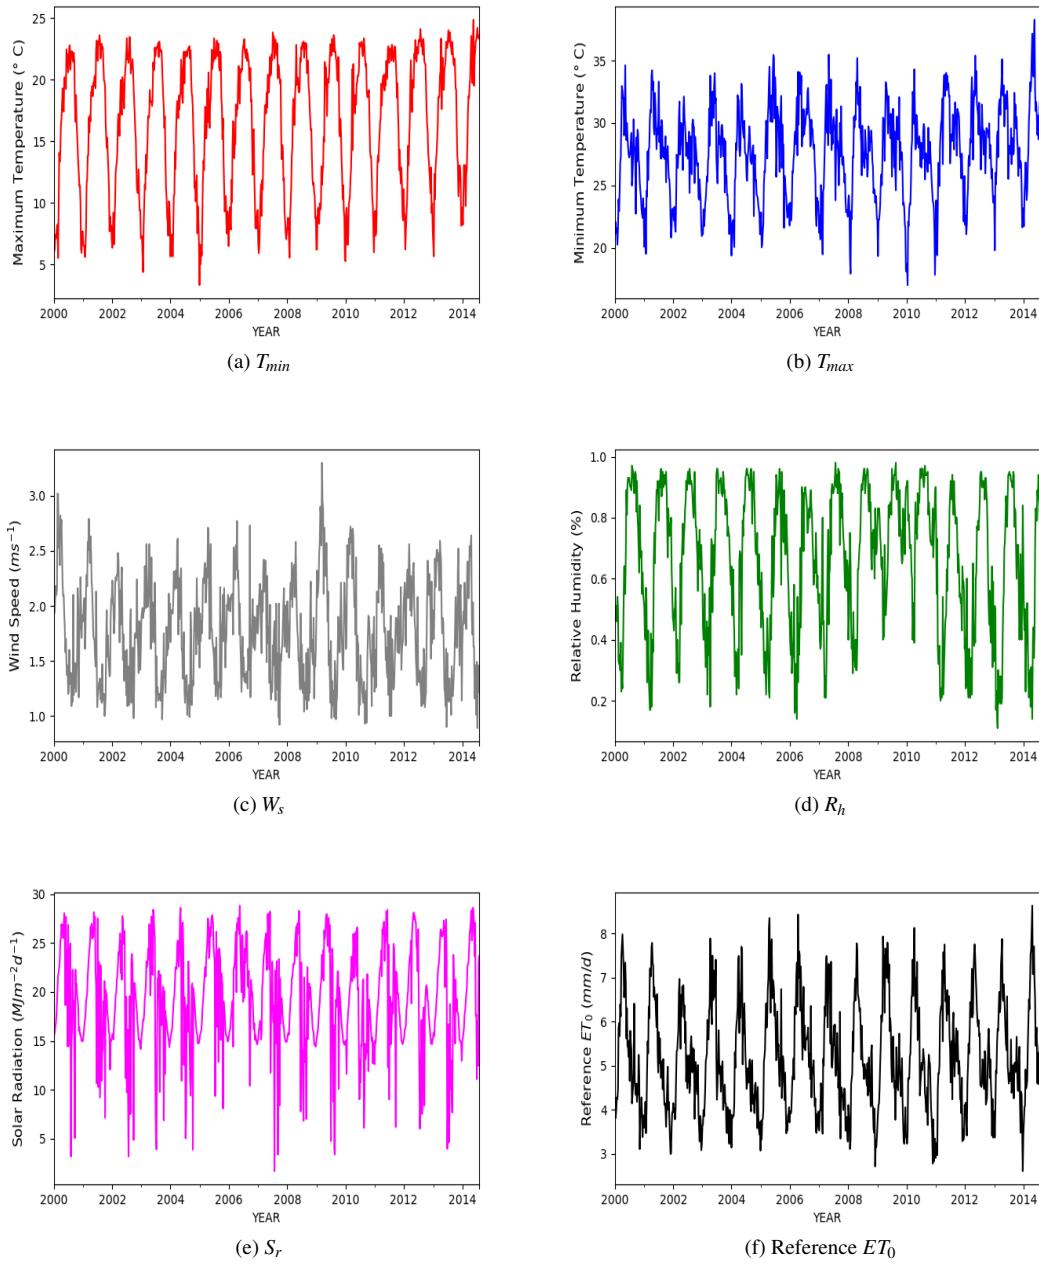 Maximum Temperature (° C)
25
20
15
10
5
2000 2002 2004 2006 2008 2010 2012 2014
YEAR
(a) Tmin
Minimum Temperature (° C)
35
30
25
20
2000 2002 2004 2006 2008 2010 2012 2014
YEAR
(b) Tmax
Wind Speed (ms⁻¹)
3.0
2.5
2.0
1.5
1.0
2000 2002 2004 2006 2008 2010 2012 2014
YEAR
(c) Ws
Relative Humidity (%)
1.0
0.8
0.6
0.4
0.2
2000 2002 2004 2006 2008 2010 2012 2014
YEAR
(d) Rh
Solar Radiation (MJm⁻²d⁻¹)
30
25
20
15
10
5
2000 2002 2004 2006 2008 2010 2012 2014
YEAR
(e) Sr
Reference ET₀ (mm/d)
8
7
6
5
4
3
2000 2002 2004 2006 2008 2010 2012 2014
YEAR
(f) Reference ET₀